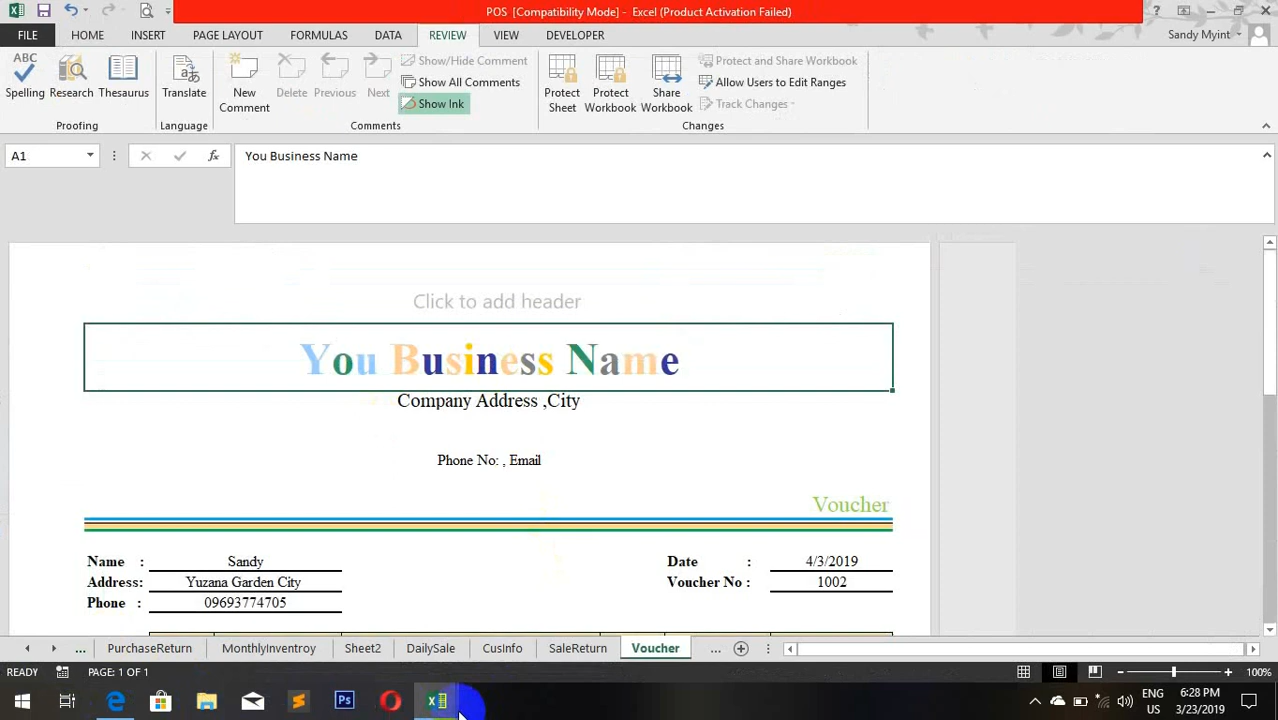 POS [Compatibility Mode] - Excel (Product Activation Failed)
FILE HOME INSERT PAGE LAYOUT FORMULAS DATA REVIEW VIEW DEVELOPER Sandy Myint
ABC
Spelling Research Thesaurus Translate New Comment Delete Previous Next
Show/Hide Comment
Show All Comments
Show Ink
Protect Sheet Protect Workbook Share Workbook
Protect and Share Workbook
Allow Users to Edit Ranges
Track Changes
Proofing Language Comments Changes
A1 fx You Business Name
Click to add header
You Business Name
Company Address ,City
Phone No: , Email
Voucher
Name : Sandy Date : 4/3/2019
Address: Yuzana Garden City Voucher No : 1002
Phone : 09693774705
... PurchaseReturn MonthlyInventroy Sheet2 DailySale CusInfo SaleReturn Voucher ...
READY PAGE: 1 OF 1 100%
Ps ENG 6:28 PM
US 3/23/2019